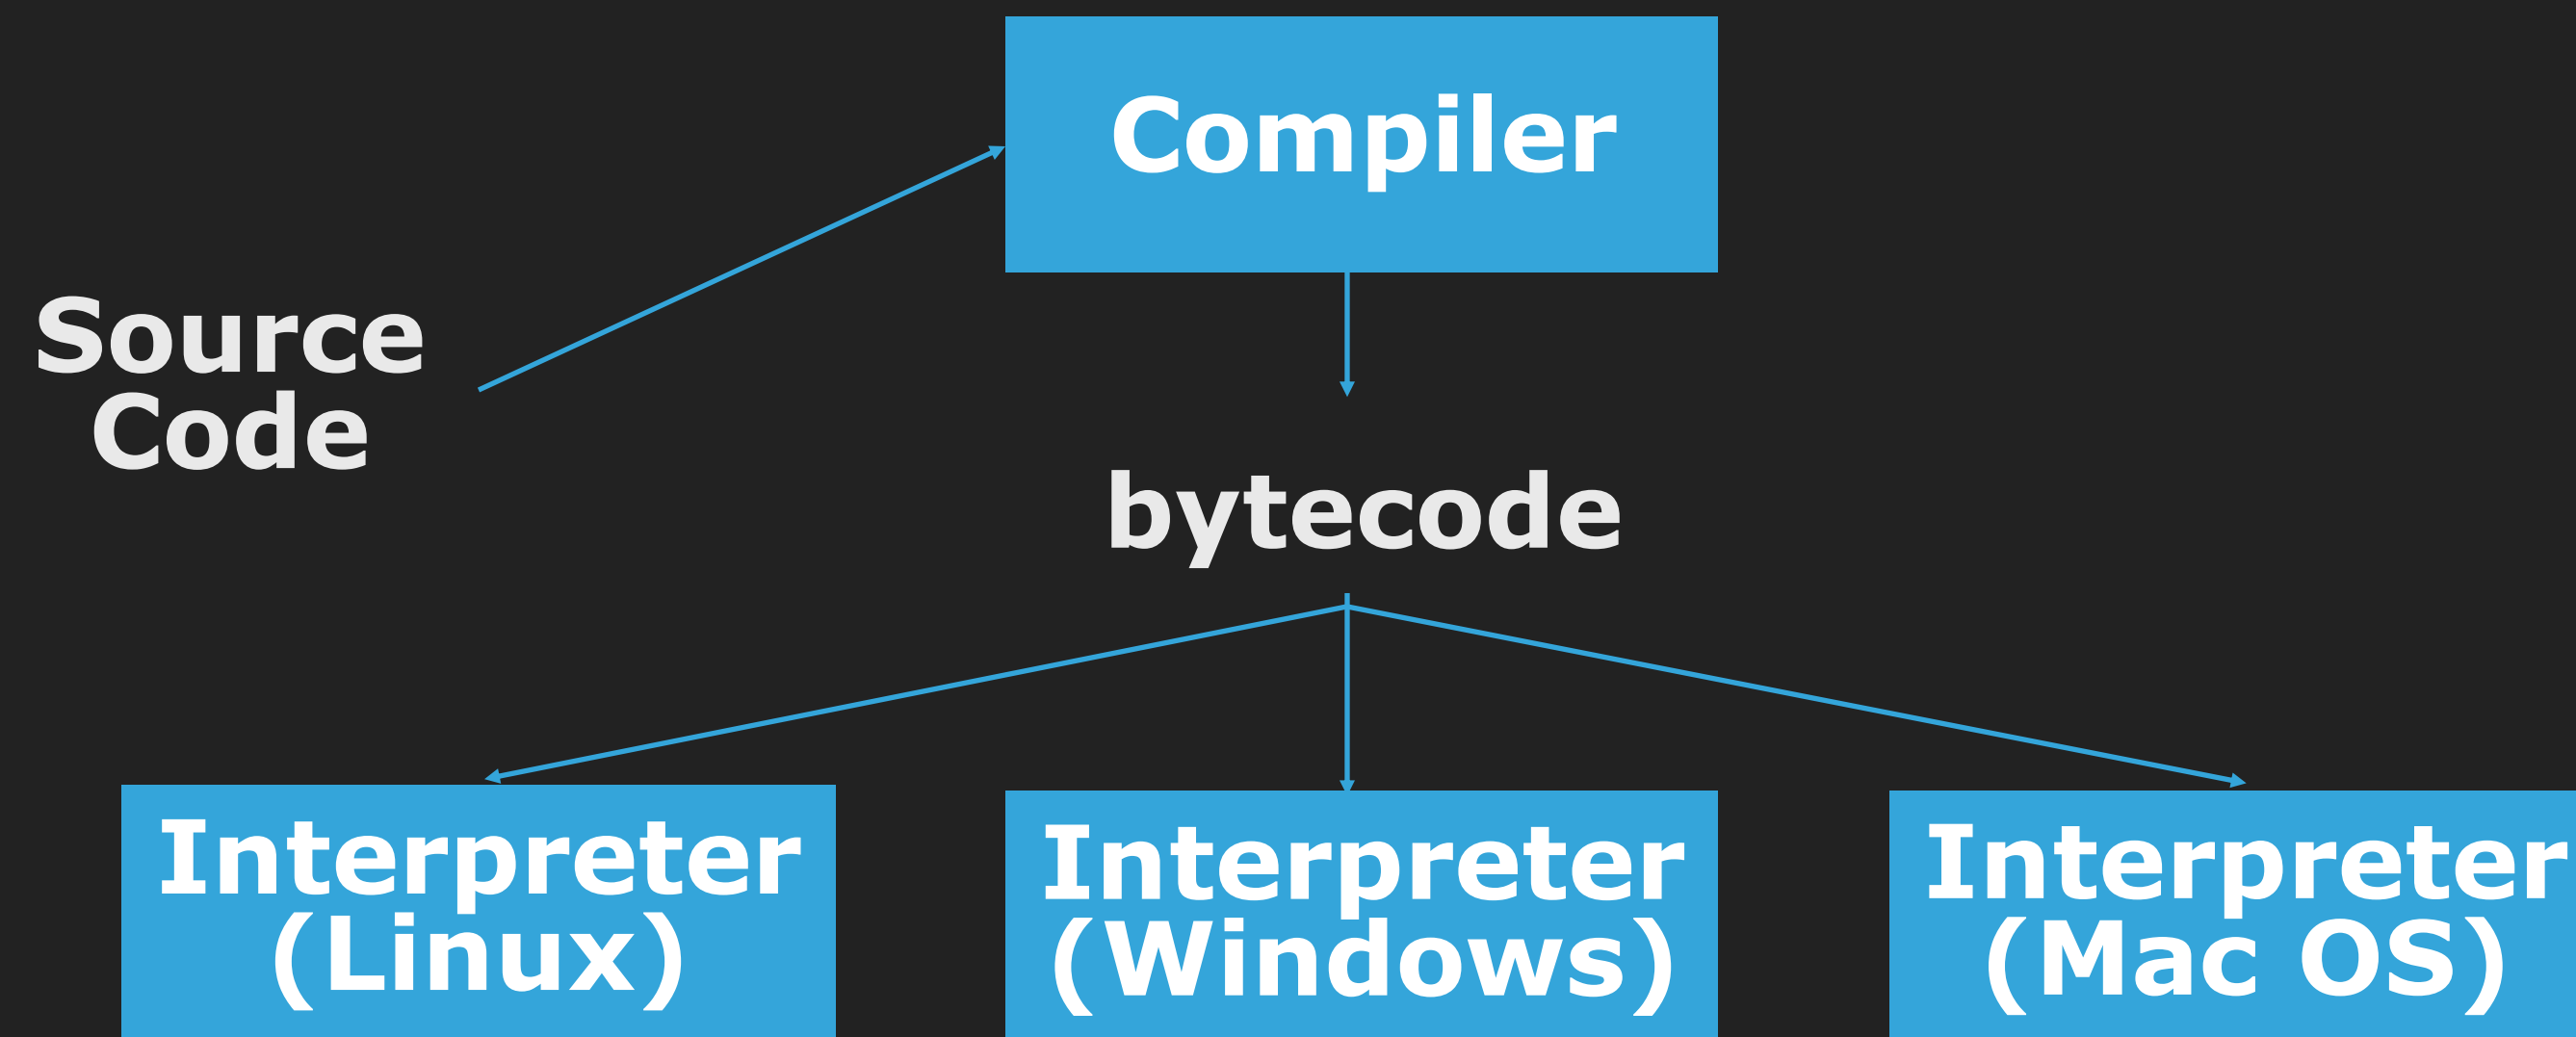 Compiler
Source
Code
bytecode
Interpreter
(Linux)
Interpreter
(Windows)
Interpreter
(Mac OS)